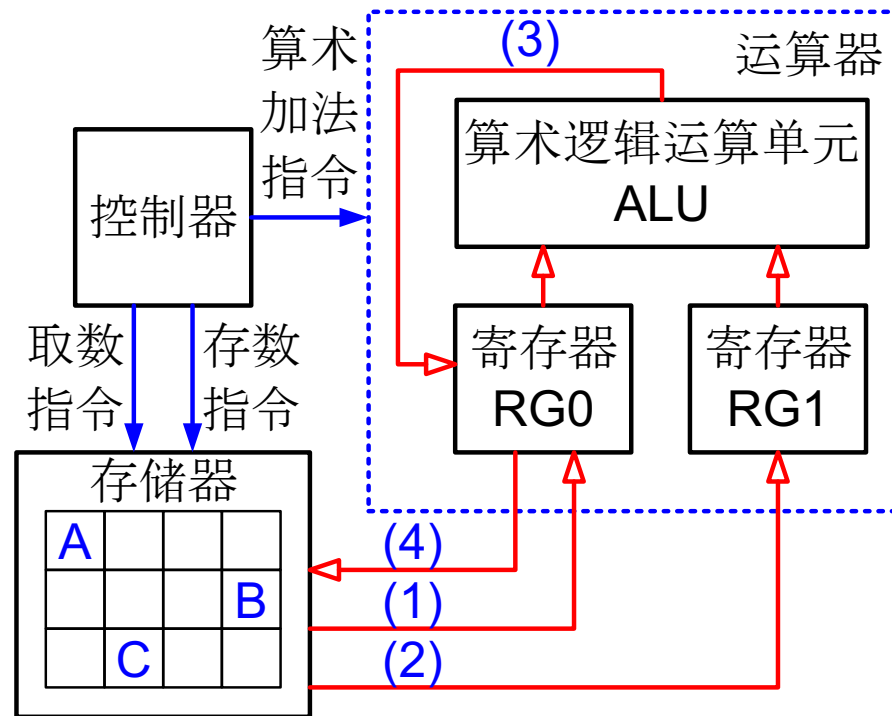 (3)
运算器
算术
加法
指令
算术逻辑运算单元
ALU
控制器
取数
指令
存数
指令
寄存器
RG0
寄存器
RG1
存储器
A
B
C
(4)
(1)
(2)